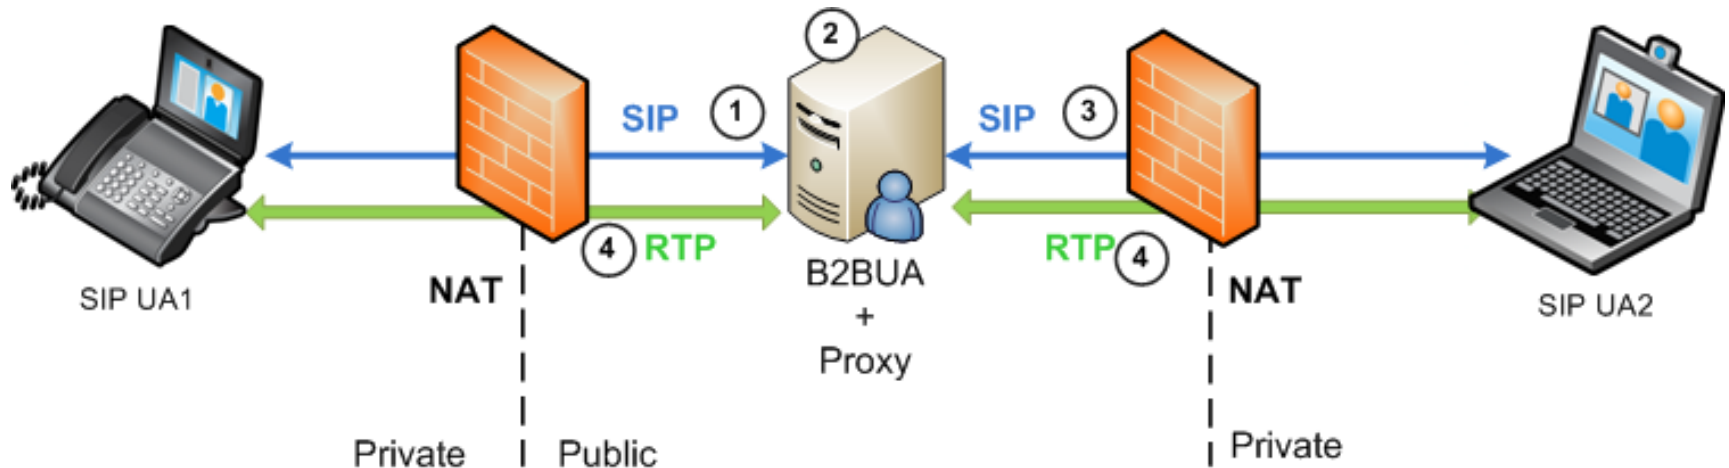 2
SIP 1
SIP 3
4 RTP
RTP 4
B2BUA
+
Proxy
NAT
NAT
SIP UA1
SIP UA2
Private
Public
Private